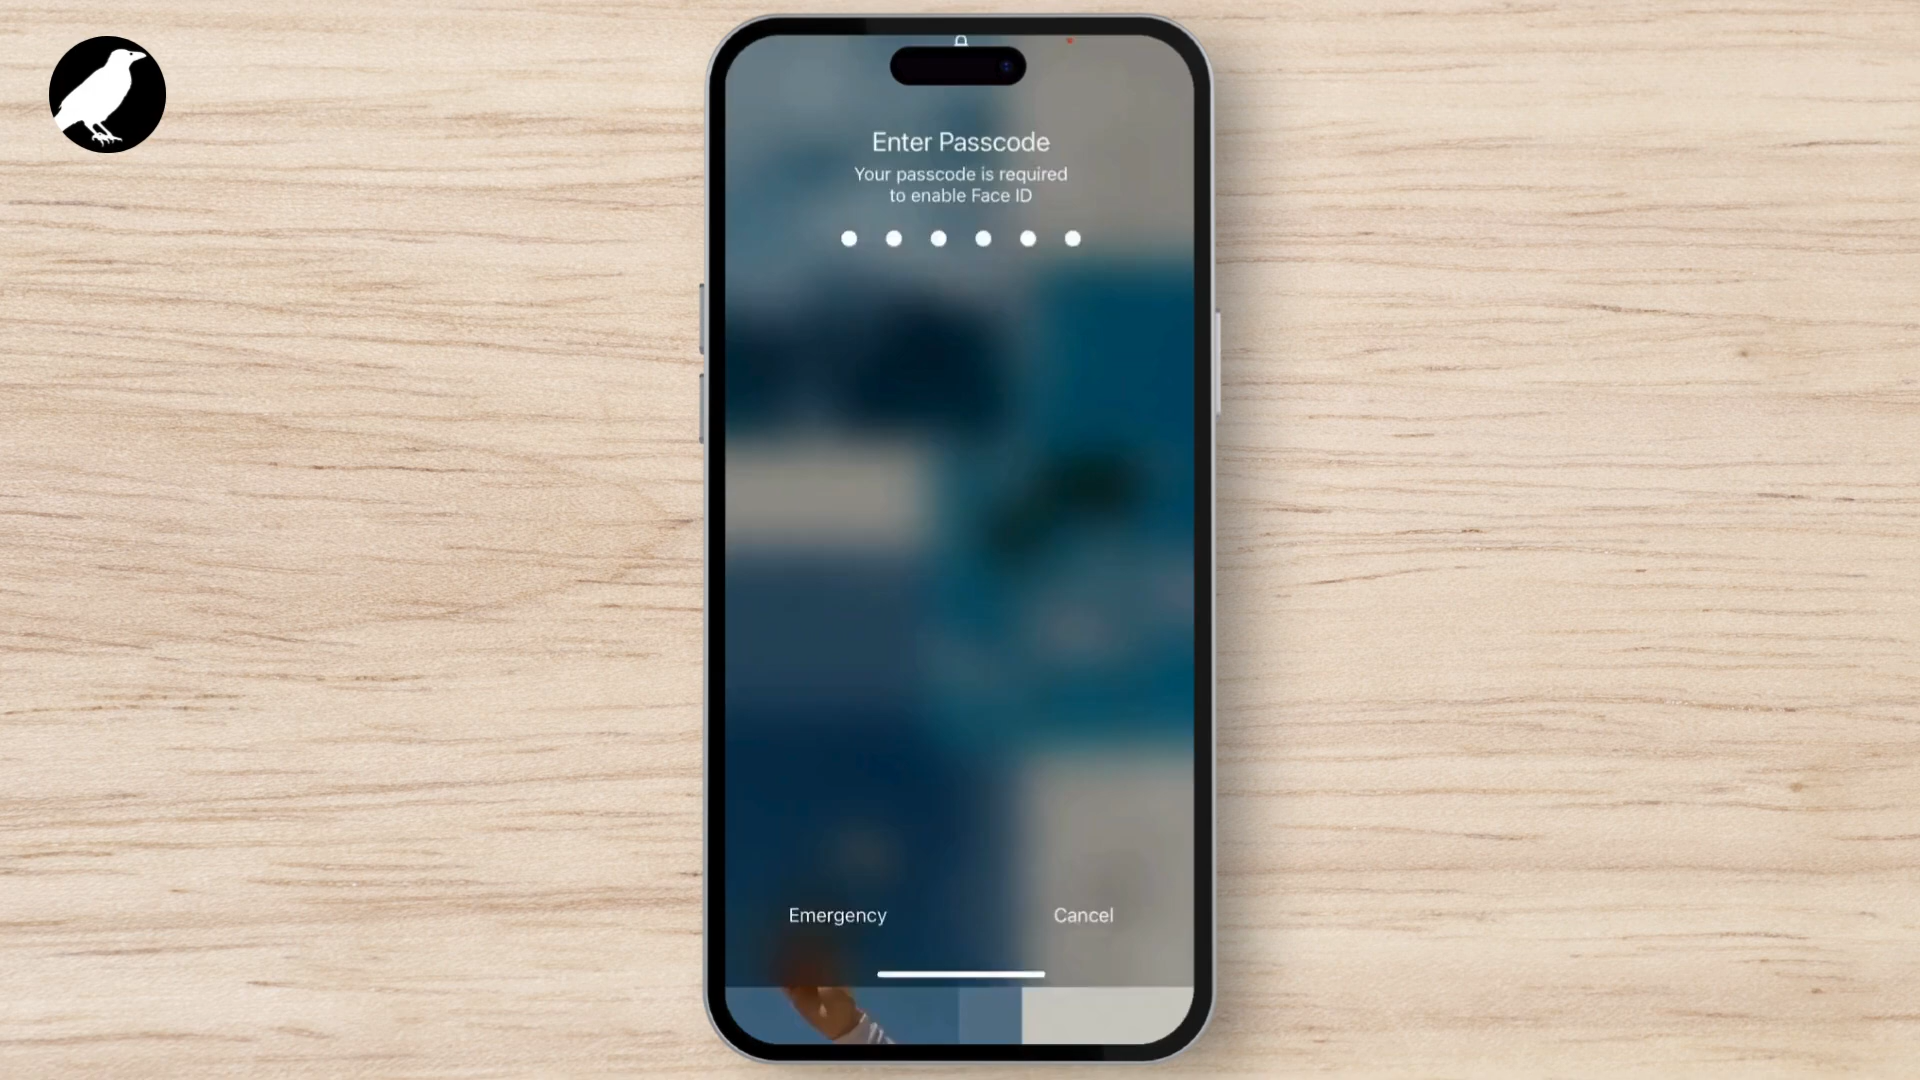 Enter Passcode
Your passcode is required
to enable Face ID
Emergency
Cancel